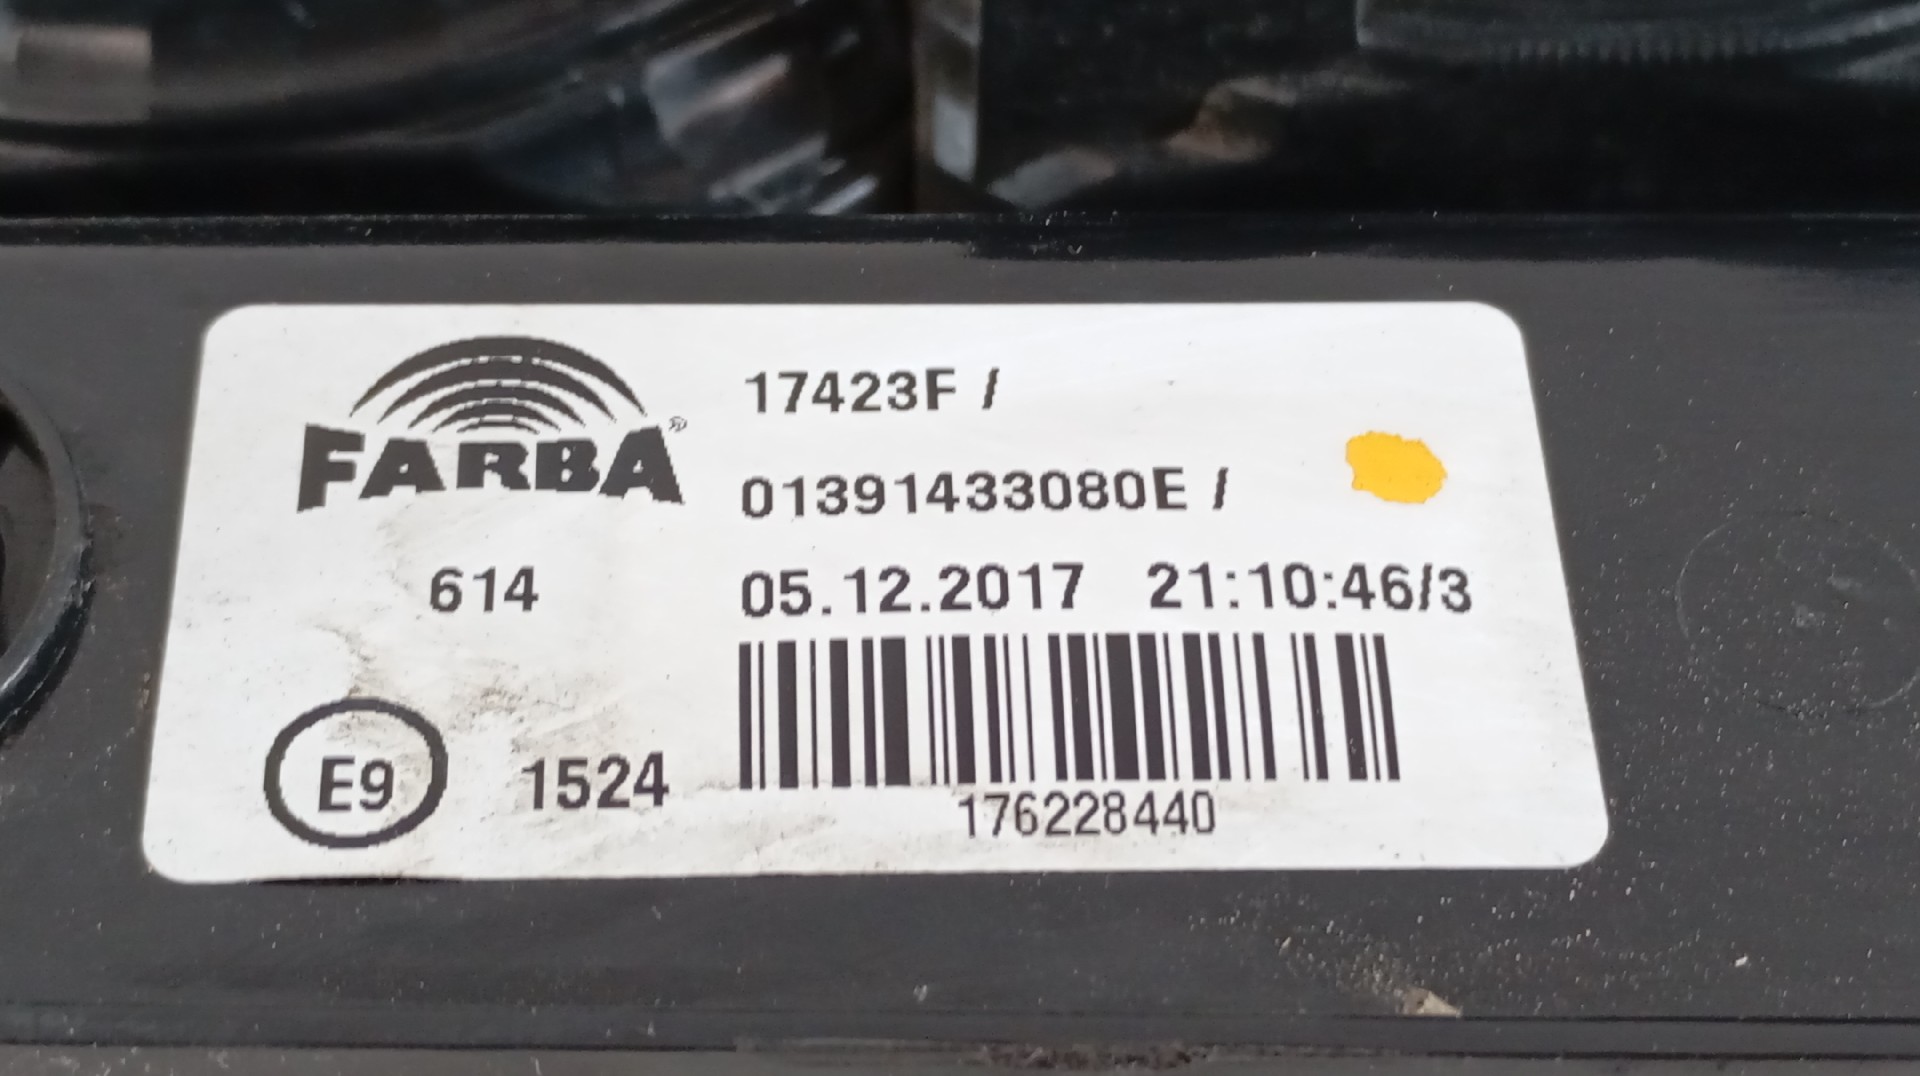 FARBA®
17423F /
01391433080E /
614
05.12.2017 21:10:46/3
E9
1524
176228440